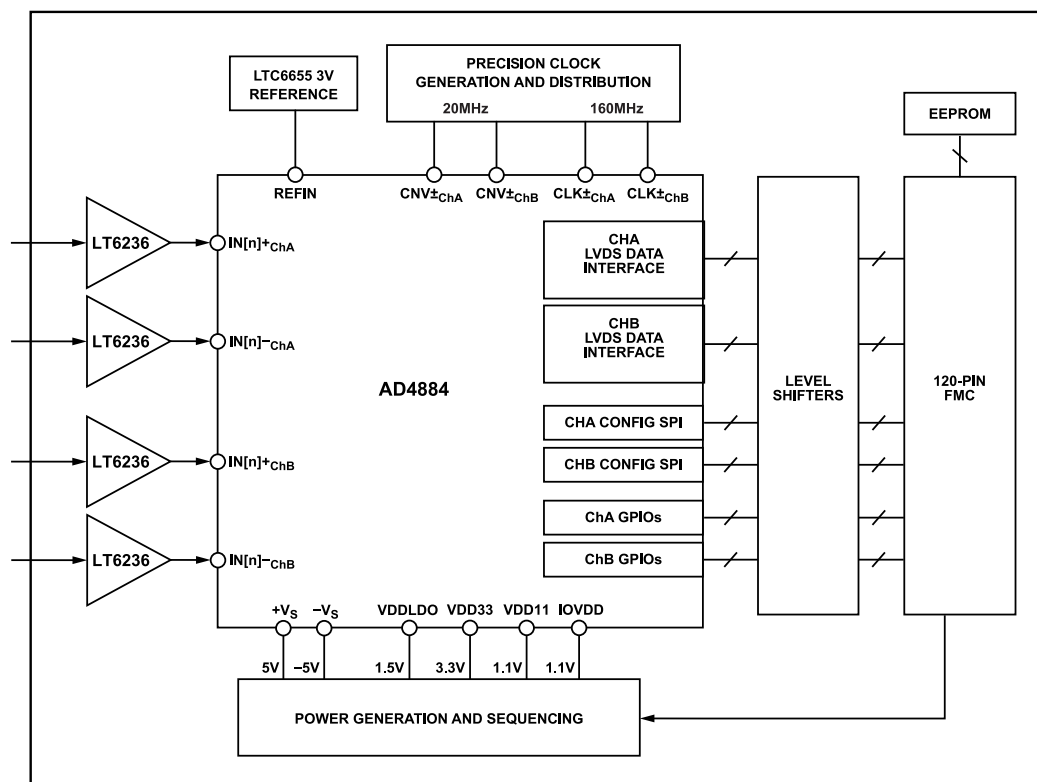 LTC6655 3V
REFERENCE
PRECISION CLOCK
GENERATION AND DISTRIBUTION
20MHz
160MHz
EEPROM
REFIN
CNV±ChA
CNV±ChB
CLK±ChA
CLK±ChB
LT6236
IN[n]+ChA
CHA
LVDS DATA
INTERFACE
LT6236
IN[n]−ChA
CHB
LVDS DATA
INTERFACE
AD4884
LEVEL
SHIFTERS
120-PIN
FMC
CHA CONFIG SPI
LT6236
IN[n]+ChB
CHB CONFIG SPI
ChA GPIOs
LT6236
IN[n]−ChB
ChB GPIOs
+VS
−VS
VDDLDO
VDD33
VDD11
IOVDD
5V
−5V
1.5V
3.3V
1.1V
1.1V
POWER GENERATION AND SEQUENCING